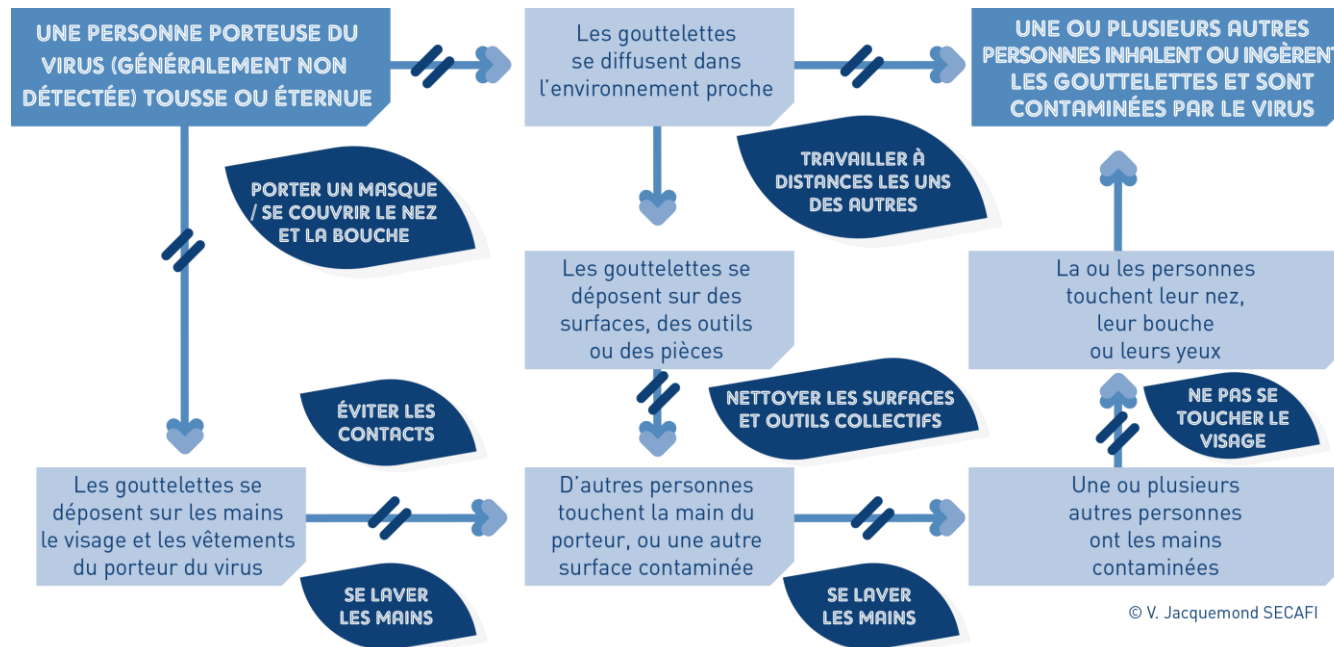 UNE PERSONNE PORTEUSE DU
VIRUS (GÉNÉRALEMENT NON
DÉTECTÉE) TOUSSE OU ÉTERNUE
Les gouttelettes
se diffusent dans
l'environnement proche
UNE OU PLUSIEURS AUTRES
PERSONNES INHALENT OU INGÈRENT
LES GOUTTELETTES ET SONT
CONTAMINÉES PAR LE VIRUS
PORTER UN MASQUE
/ SE COUVRIR LE NEZ
ET LA BOUCHE
TRAVAILLER À
DISTANCES LES UNS
DES AUTRES
Les gouttelettes se
déposent sur des
surfaces, des outils
ou des pièces
La ou les personnes
touchent leur nez,
leur bouche
ou leurs yeux
ÉVITER LES
CONTACTS
NETTOYER LES SURFACES
ET OUTILS COLLECTIFS
NE PAS SE
TOUCHER LE
VISAGE
Les gouttelettes se
déposent sur les mains
le visage et les vêtements
du porteur du virus
D'autres personnes
touchent la main du
porteur, ou une autre
surface contaminée
Une ou plusieurs
autres personnes
ont les mains
contaminées
SE LAVER
LES MAINS
SE LAVER
LES MAINS
© V. Jacquemond SECAFI